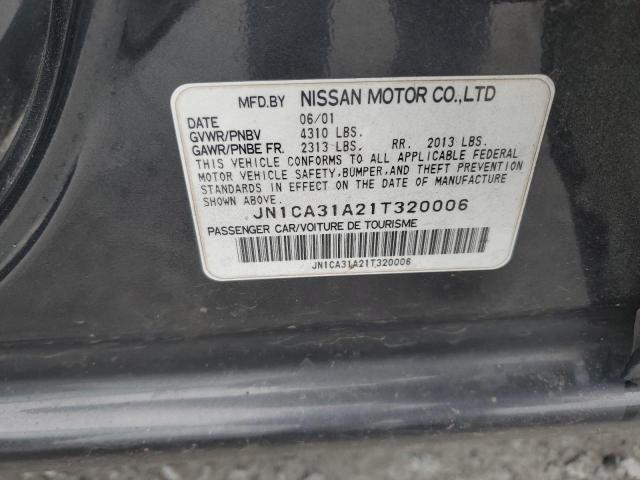 MFD.BY NISSAN MOTOR CO.,LTD
DATE 06/01
GVWR/PNBV 4310 LBS.
GAWR/PNBE FR. 2313 LBS. RR. 2013 LBS.
THIS VEHICLE CONFORMS TO ALL APPLICABLE FEDERAL
MOTOR VEHICLE SAFETY, BUMPER, AND THEFT PREVENTION
STANDARDS IN EFFECT ON THE DATE OF MANUFACTURE
SHOWN ABOVE.
JN1CA31A21T320006
PASSENGER CAR/VOITURE DE TOURISME
JN1CA31A21T320006